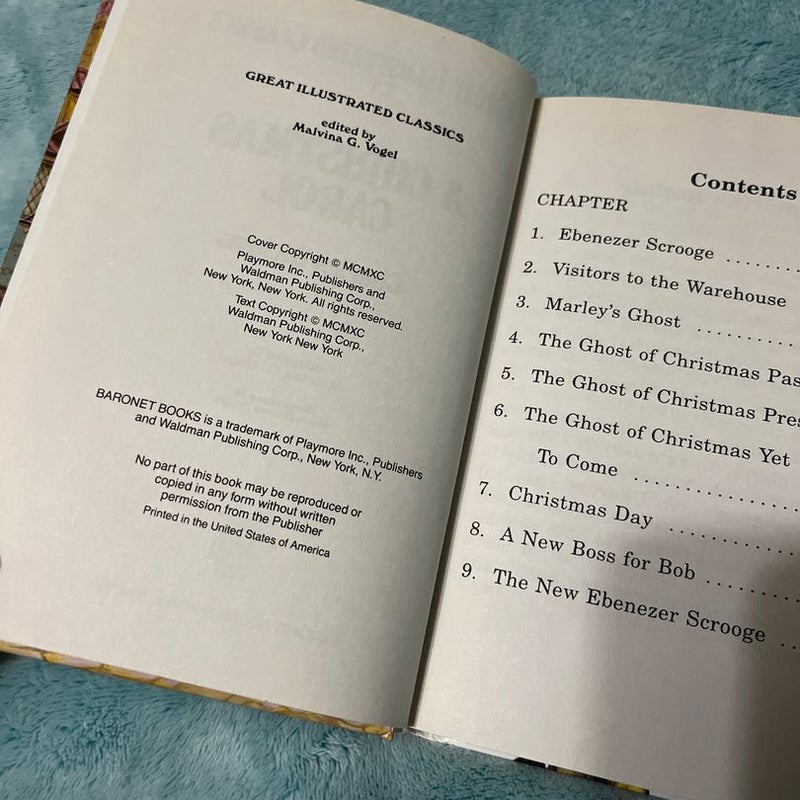 GREAT ILLUSTRATED CLASSICS
edited by
Malvina G. Vogel
Cover Copyright © MCMXC
Playmore Inc., Publishers and
Waldman Publishing Corp.,
New York, New York. All rights reserved.
Text Copyright © MCMXC
Waldman Publishing Corp.,
New York New York
BARONET BOOKS is a trademark of Playmore Inc., Publishers
and Waldman Publishing Corp., New York, N.Y.
No part of this book may be reproduced or
copied in any form without written
permission from the Publisher
Printed in the United States of America
Contents
CHAPTER
1. Ebenezer Scrooge ........
2. Visitors to the Warehouse
3. Marley's Ghost ..........
4. The Ghost of Christmas Pas
5. The Ghost of Christmas Pres
6. The Ghost of Christmas Yet
To Come ................
7. Christmas Day ............
8. A New Boss for Bob ........
9. The New Ebenezer Scrooge ..